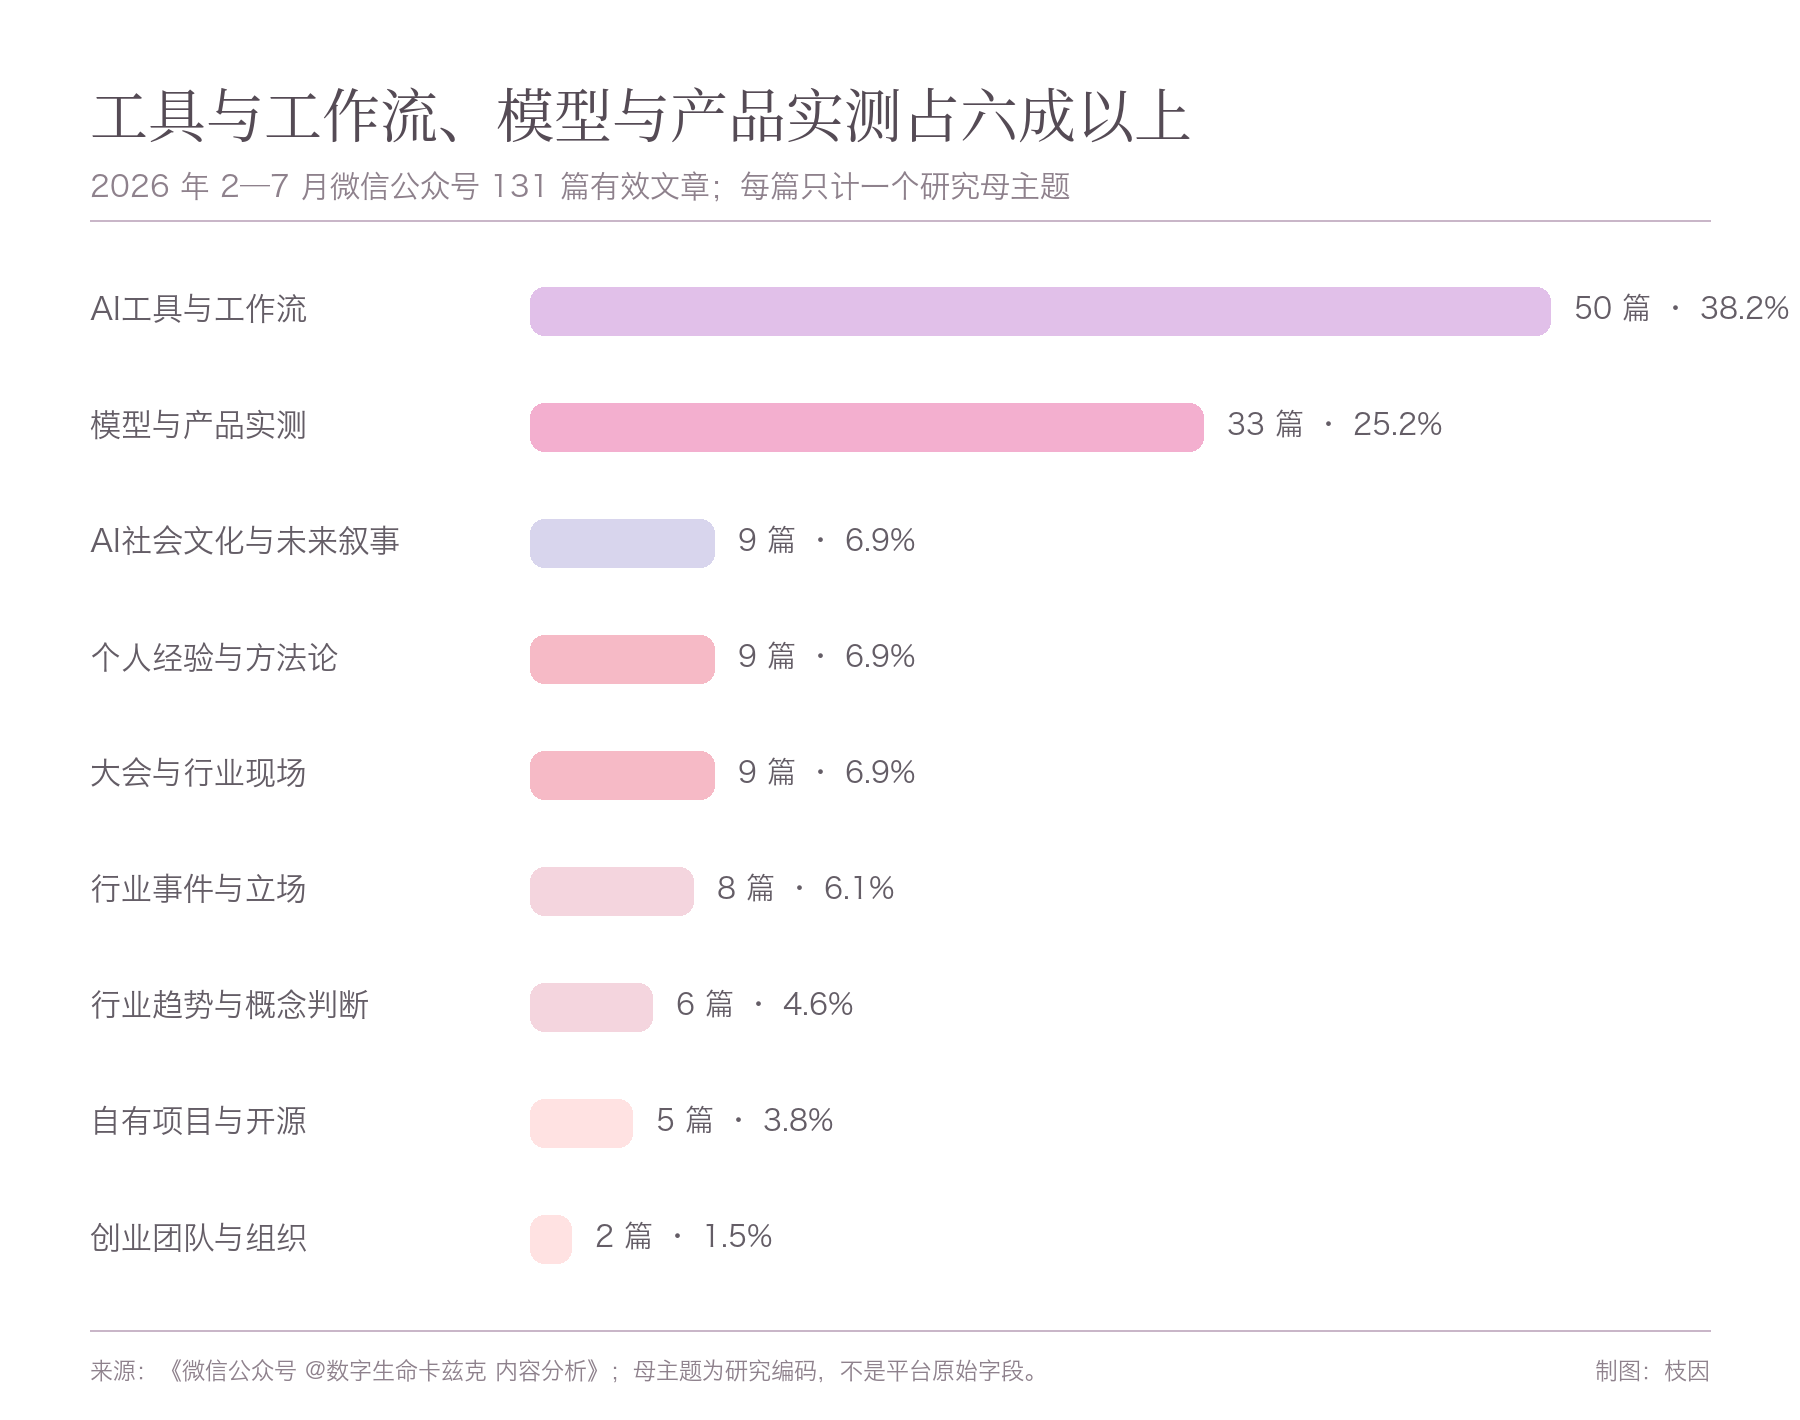 工具与工作流、模型与产品实测占六成以上
2026 年 2—7 月微信公众号 131 篇有效文章；每篇只计一个研究母主题
AI工具与工作流 50 篇 · 38.2%
模型与产品实测 33 篇 · 25.2%
AI社会文化与未来叙事 9 篇 · 6.9%
个人经验与方法论 9 篇 · 6.9%
大会与行业现场 9 篇 · 6.9%
行业事件与立场 8 篇 · 6.1%
行业趋势与概念判断 6 篇 · 4.6%
自有项目与开源 5 篇 · 3.8%
创业团队与组织 2 篇 · 1.5%
来源：《微信公众号 @数字生命卡兹克 内容分析》；母主题为研究编码，不是平台原始字段。 制图：枝因